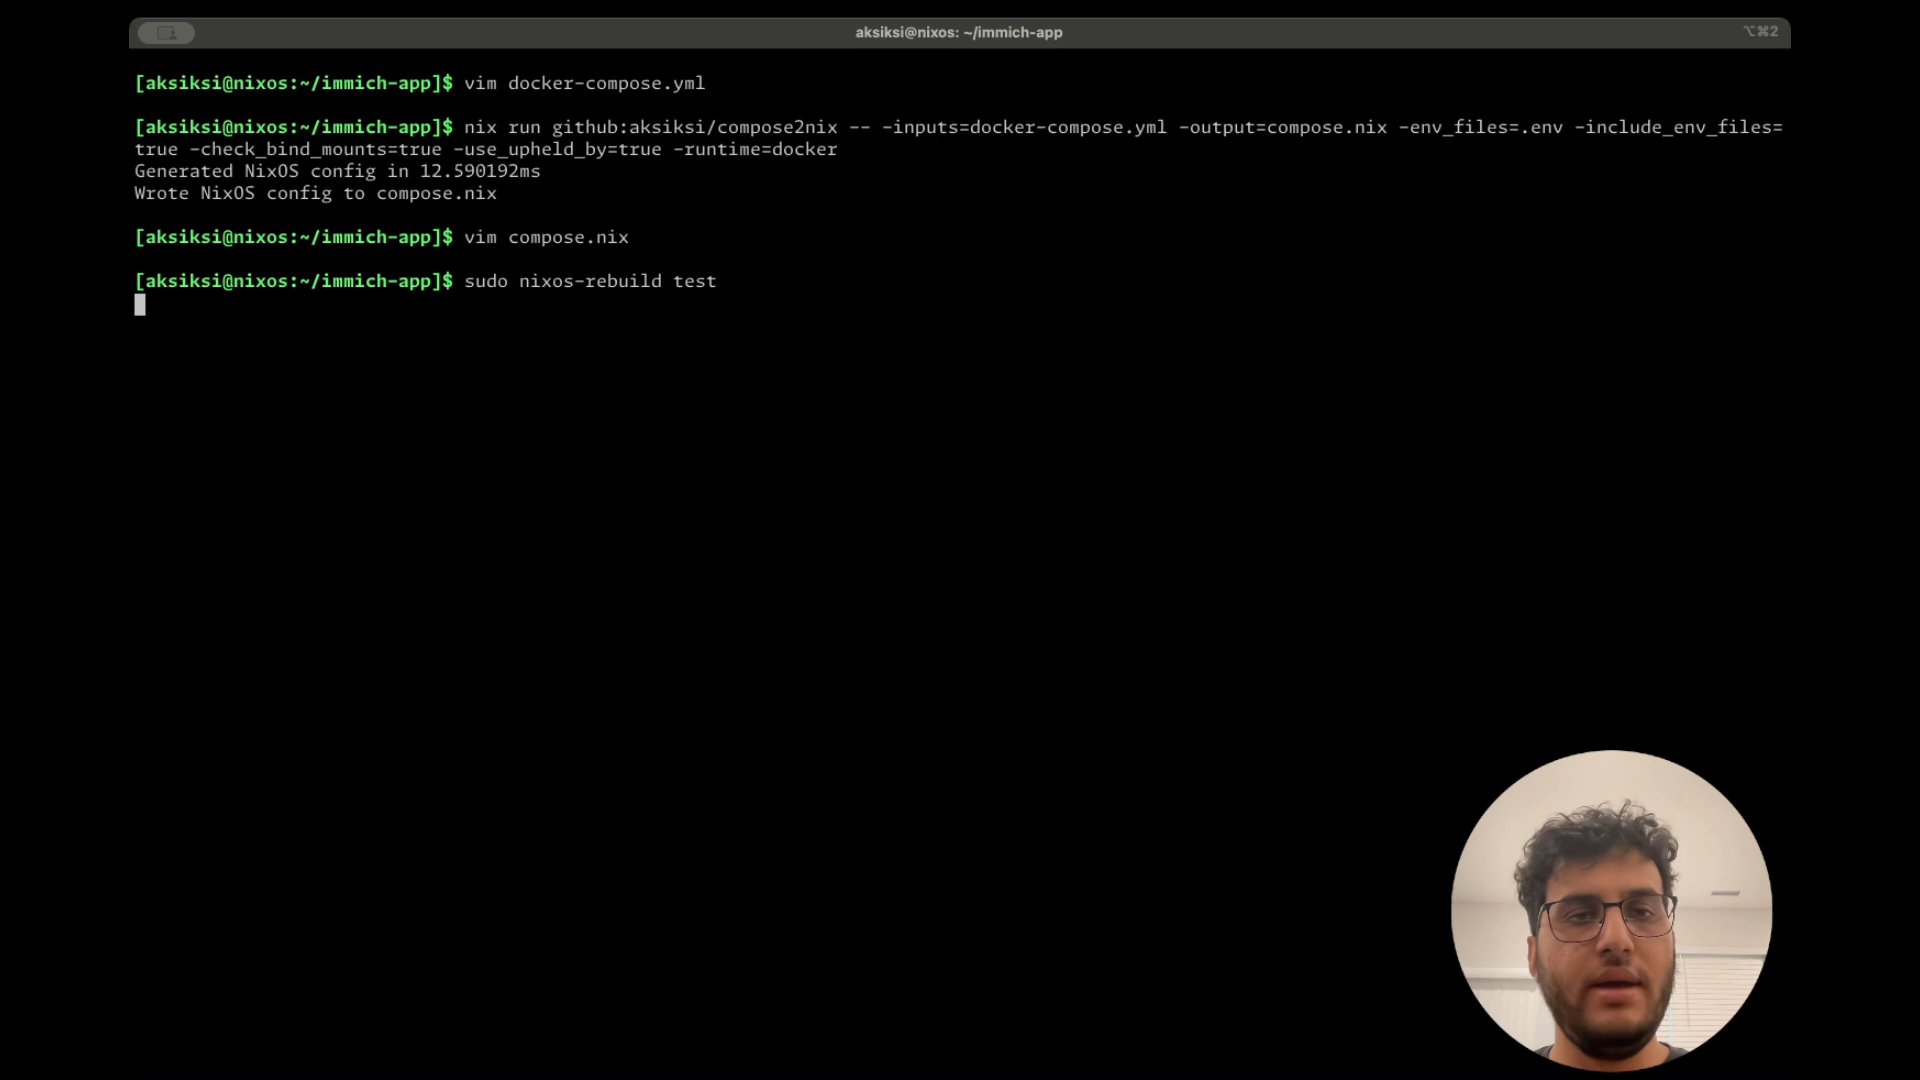 aksiksi@nixos: ~/immich-app
⌥⌘2
[aksiksi@nixos:~/immich-app]$ vim docker-compose.yml
[aksiksi@nixos:~/immich-app]$ nix run github:aksiksi/compose2nix -- -inputs=docker-compose.yml -output=compose.nix -env_files=.env -include_env_files=
true -check_bind_mounts=true -use_upheld_by=true -runtime=docker
Generated NixOS config in 12.590192ms
Wrote NixOS config to compose.nix
[aksiksi@nixos:~/immich-app]$ vim compose.nix
[aksiksi@nixos:~/immich-app]$ sudo nixos-rebuild test